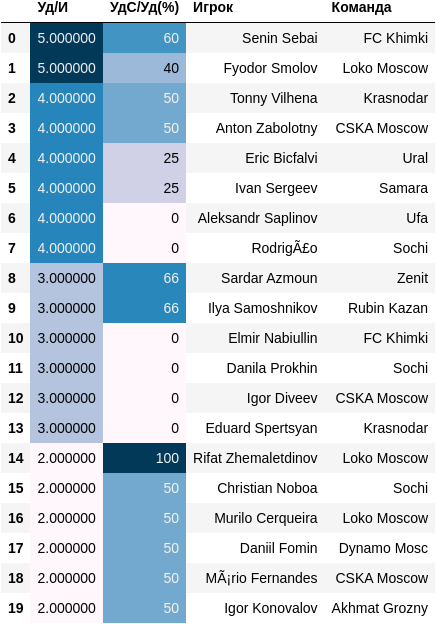 Уд/И УдС/Уд(%) Игрок Команда
0 5.000000 60 Senin Sebai FC Khimki
1 5.000000 40 Fyodor Smolov Loko Moscow
2 4.000000 50 Tonny Vilhena Krasnodar
3 4.000000 50 Anton Zabolotny CSKA Moscow
4 4.000000 25 Eric Bicfalvi Ural
5 4.000000 25 Ivan Sergeev Samara
6 4.000000 0 Aleksandr Saplinov Ufa
7 4.000000 0 RodrigÃ£o Sochi
8 3.000000 66 Sardar Azmoun Zenit
9 3.000000 66 Ilya Samoshnikov Rubin Kazan
10 3.000000 0 Elmir Nabiullin FC Khimki
11 3.000000 0 Danila Prokhin Sochi
12 3.000000 0 Igor Diveev CSKA Moscow
13 3.000000 0 Eduard Spertsyan Krasnodar
14 2.000000 100 Rifat Zhemaletdinov Loko Moscow
15 2.000000 50 Christian Noboa Sochi
16 2.000000 50 Murilo Cerqueira Loko Moscow
17 2.000000 50 Daniil Fomin Dynamo Mosc
18 2.000000 50 MÃ¡rio Fernandes CSKA Moscow
19 2.000000 50 Igor Konovalov Akhmat Grozny